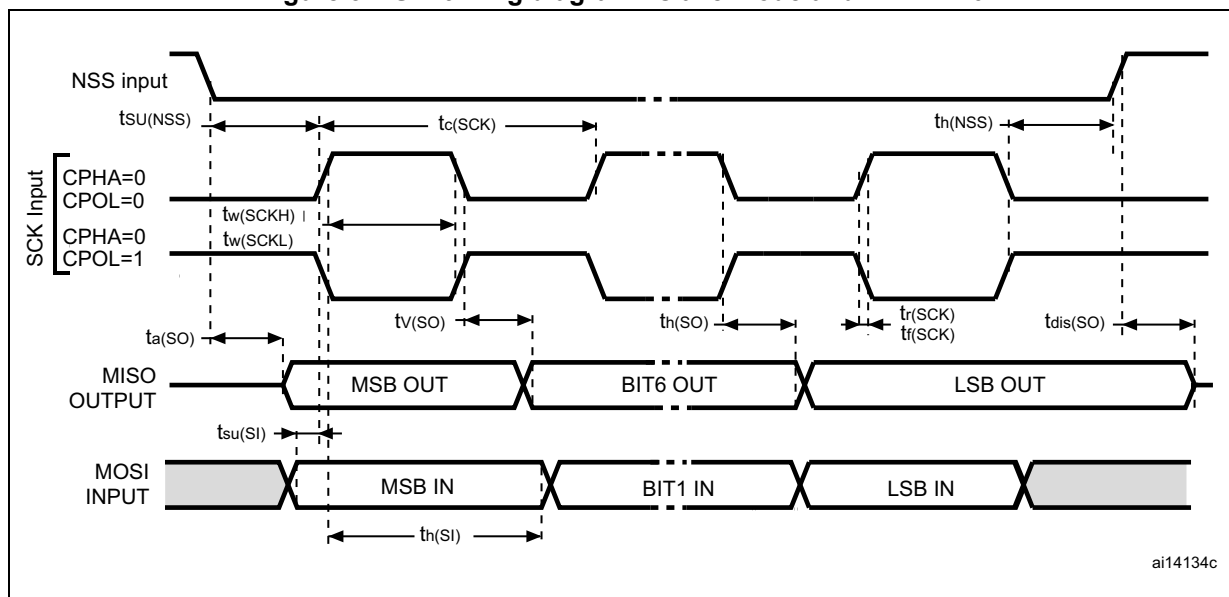 NSS input
tSU(NSS)
tc(SCK)
th(NSS)
SCK Input
CPHA=0
CPOL=0
tw(SCKH)
CPHA=0
CPOL=1
tw(SCKL)
ta(SO)
tV(SO)
th(SO)
tr(SCK)
tf(SCK)
tdis(SO)
MISO
OUTPUT
MSB OUT
BIT6 OUT
LSB OUT
tsu(SI)
MOSI
INPUT
MSB IN
BIT1 IN
LSB IN
th(SI)
ai14134c